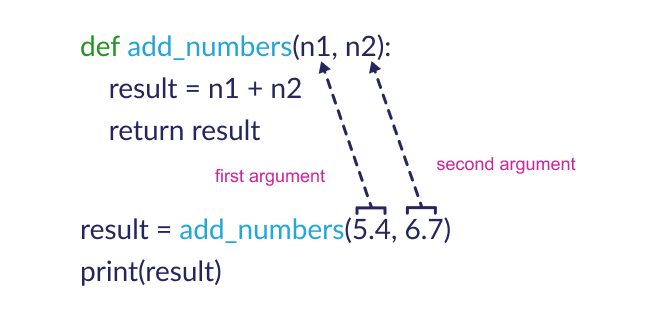 def add_numbers(n1, n2):
result = n1 + n2
return result
first argument
second argument
result = add_numbers(5.4, 6.7)
print(result)